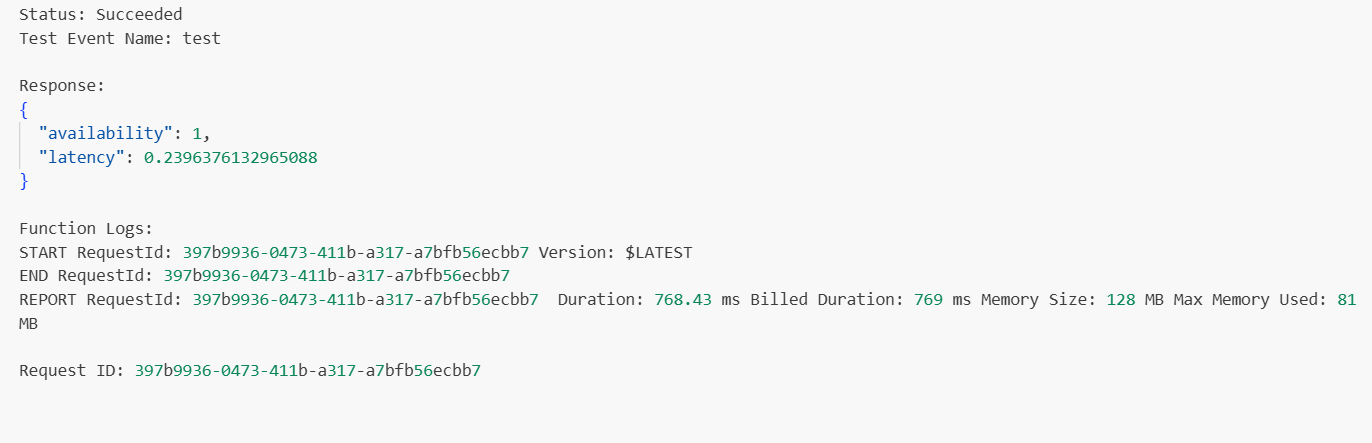 Status: Succeeded
Test Event Name: test
Response:
{
"availability": 1,
"latency": 0.2396376132965088
}
Function Logs:
START RequestId: 397b9936-0473-411b-a317-a7bfb56ecbb7 Version: $LATEST
END RequestId: 397b9936-0473-411b-a317-a7bfb56ecbb7
REPORT RequestId: 397b9936-0473-411b-a317-a7bfb56ecbb7  Duration: 768.43 ms Billed Duration: 769 ms Memory Size: 128 MB Max Memory Used: 81
MB
Request ID: 397b9936-0473-411b-a317-a7bfb56ecbb7